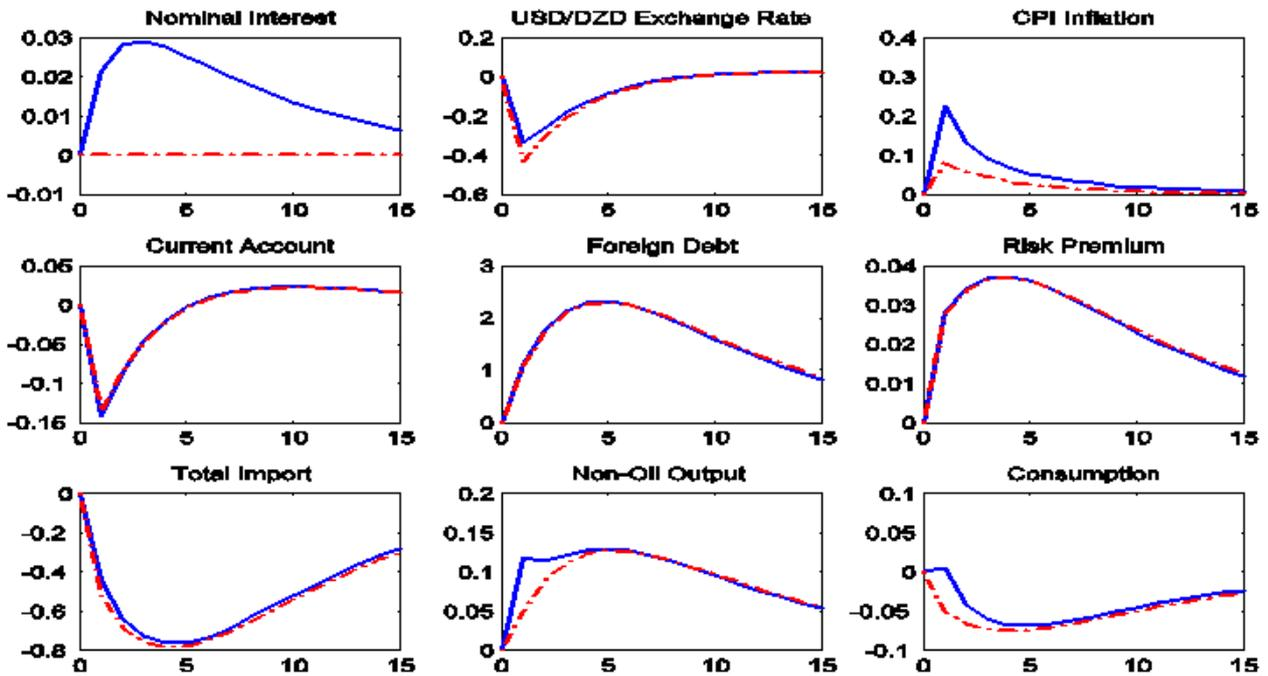 Nominal Interest
0.03
0.02
0.01
0
-0.01
0 5 10 15
USD/DZD Exchange Rate
0.2
0
-0.2
-0.4
-0.6
0 5 10 15
CPI Inflation
0.4
0.3
0.2
0.1
0
0 5 10 15
Current Account
0.05
0
-0.05
-0.1
-0.15
0 5 10 15
Foreign Debt
3
2
1
0
0 5 10 15
Risk Premium
0.04
0.03
0.02
0.01
0
0 5 10 15
Total Import
0
-0.2
-0.4
-0.6
-0.8
0 5 10 15
Non-Oil Output
0.2
0.15
0.1
0.05
0
0 5 10 15
Consumption
0.1
0.05
0
-0.05
-0.1
0 5 10 15